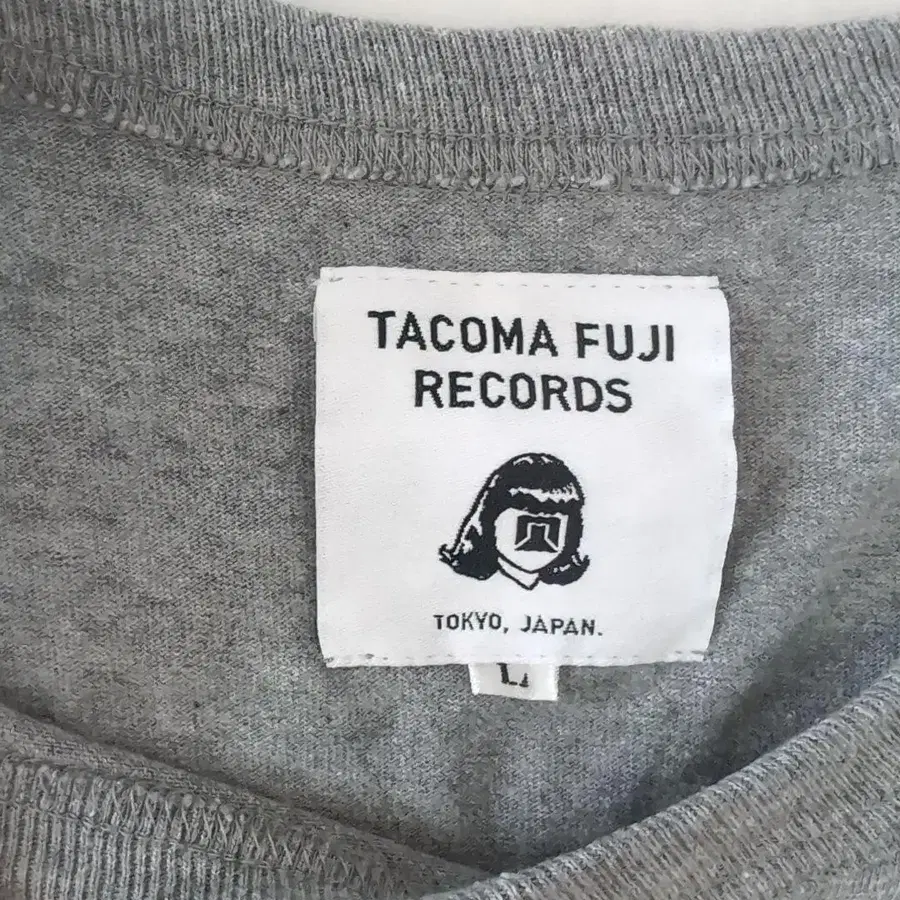 TACOMA FUJI
RECORDS
TOKYO, JAPAN.
L